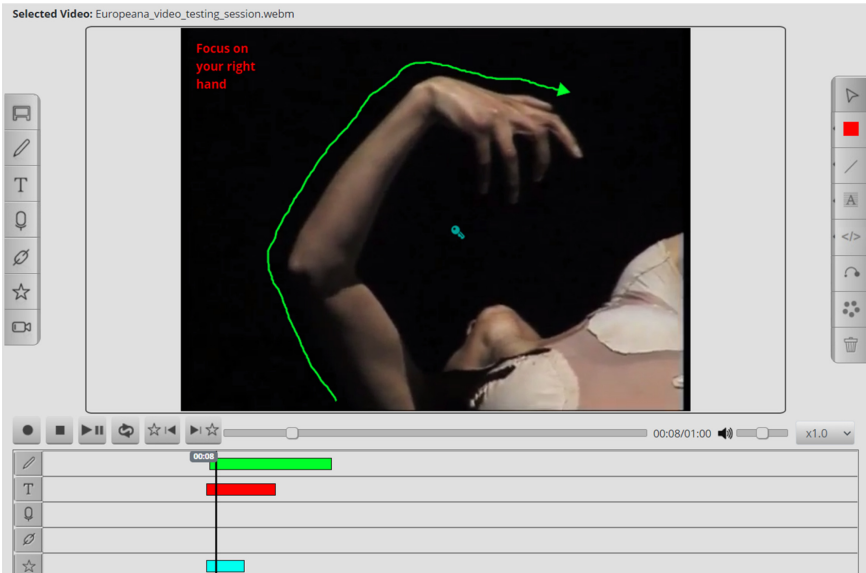 Selected Video: Europeana_video_testing_session.webm
Focus on
your right
hand
T
A
</>
00:08/01:00
x1.0
00:08
T